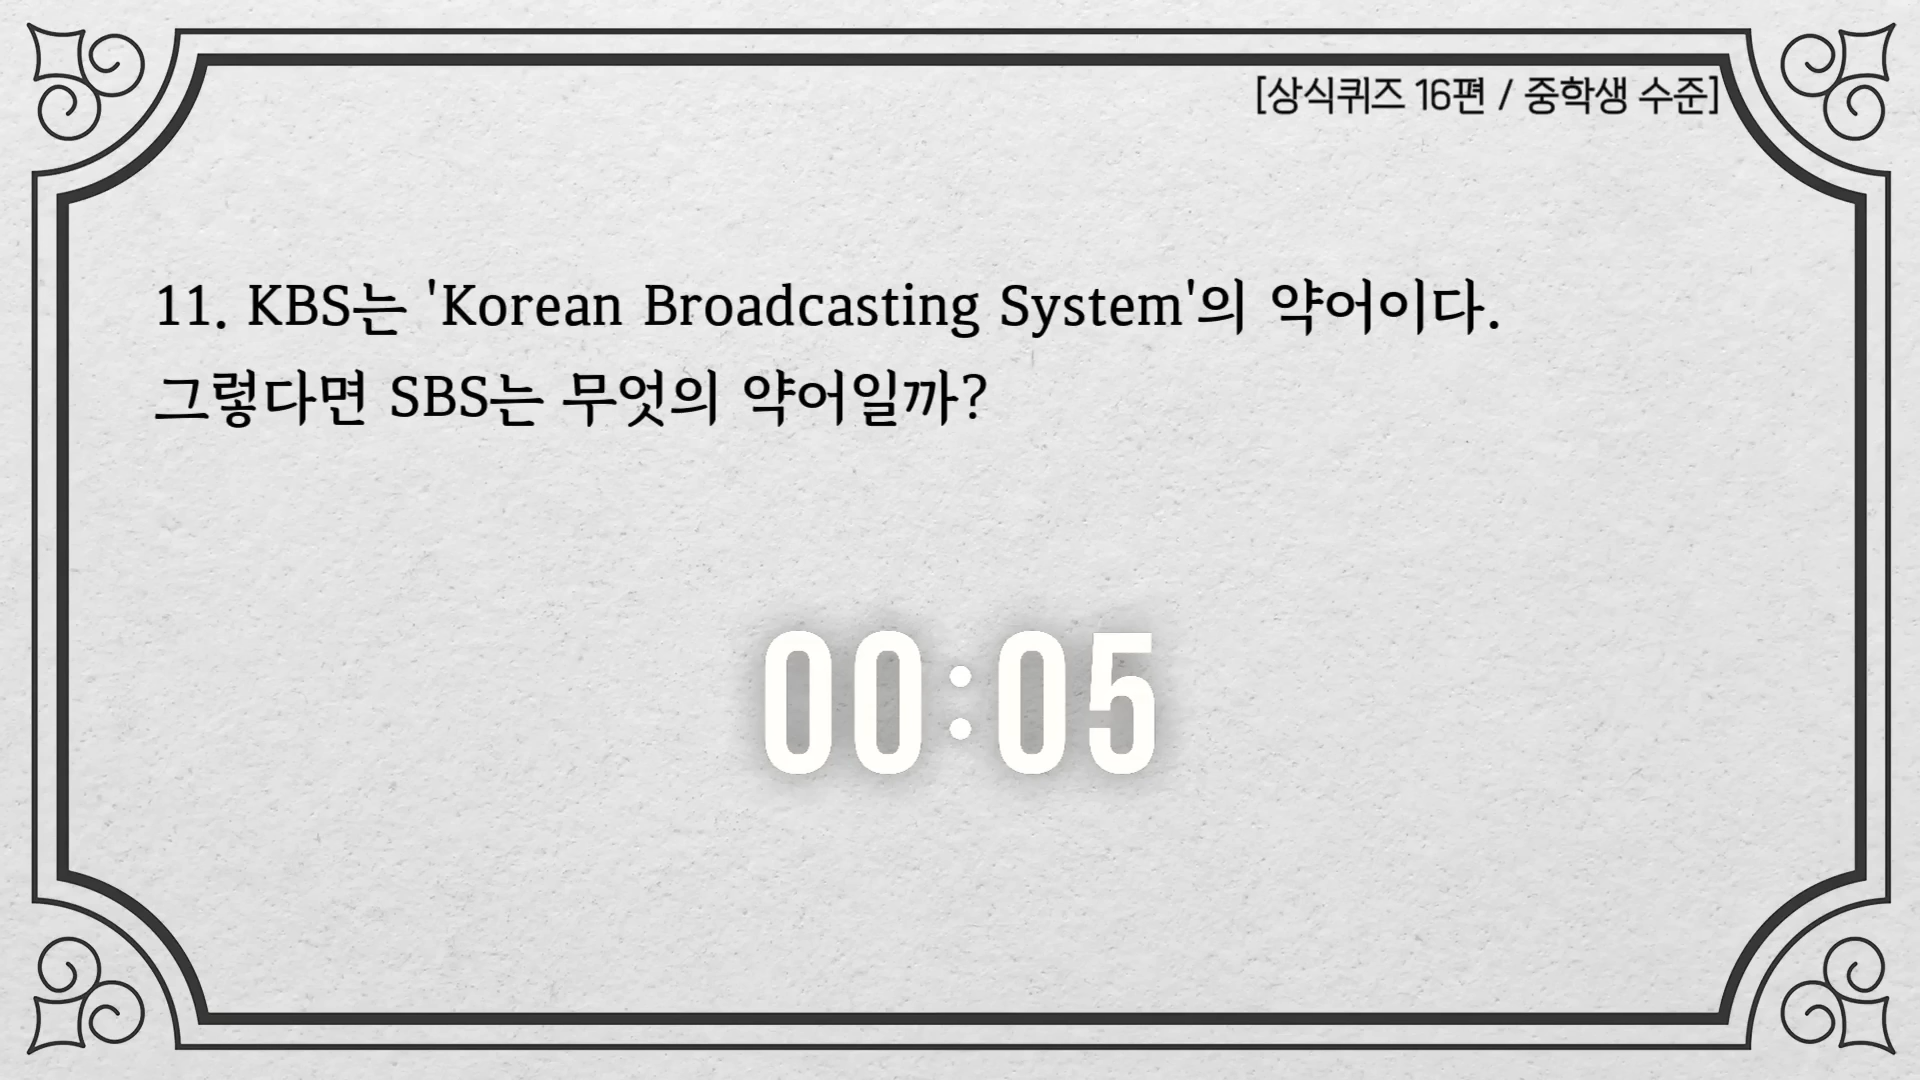 [상식퀴즈 16편 / 중학생 수준]
11. KBS는 'Korean Broadcasting System'의 약어이다.
그렇다면 SBS는 무엇의 약어일까?
00:05